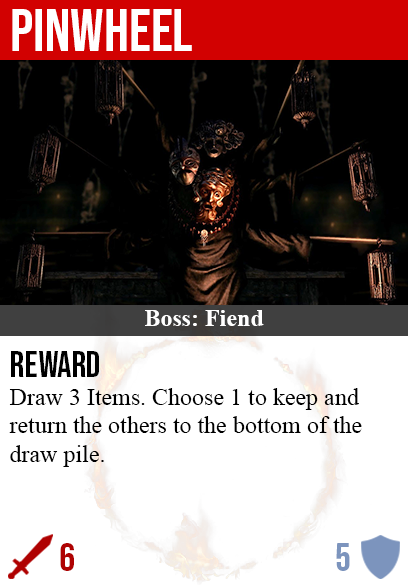 PINWHEEL
Boss: Fiend
REWARD
Draw 3 Items. Choose 1 to keep and
return the others to the bottom of the
draw pile.
6
5